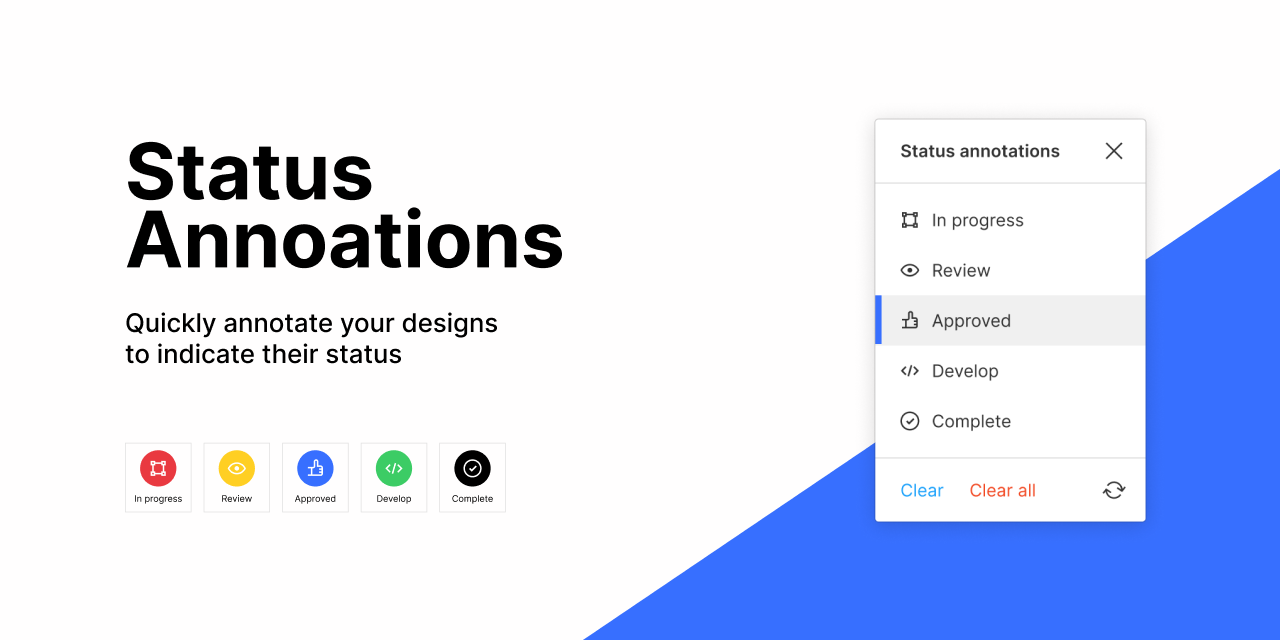 Status
Annoations
Quickly annotate your designs
to indicate their status
In progress
Review
Approved
Develop
Complete
Status annotations
In progress
Review
Approved
Develop
Complete
Clear
Clear all